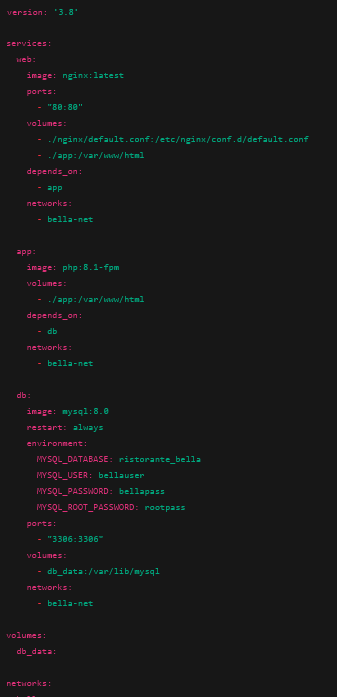 version: '3.8'
services:
  web:
    image: nginx:latest
    ports:
      - "80:80"
    volumes:
      - ./nginx/default.conf:/etc/nginx/conf.d/default.conf
      - ./app:/var/www/html
    depends_on:
      - app
    networks:
      - bella-net
  app:
    image: php:8.1-fpm
    volumes:
      - ./app:/var/www/html
    depends_on:
      - db
    networks:
      - bella-net
  db:
    image: mysql:8.0
    restart: always
    environment:
      MYSQL_DATABASE: ristorante_bella
      MYSQL_USER: bellauser
      MYSQL_PASSWORD: bellapass
      MYSQL_ROOT_PASSWORD: rootpass
    ports:
      - "3306:3306"
    volumes:
      - db_data:/var/lib/mysql
    networks:
      - bella-net
volumes:
  db_data:
networks: